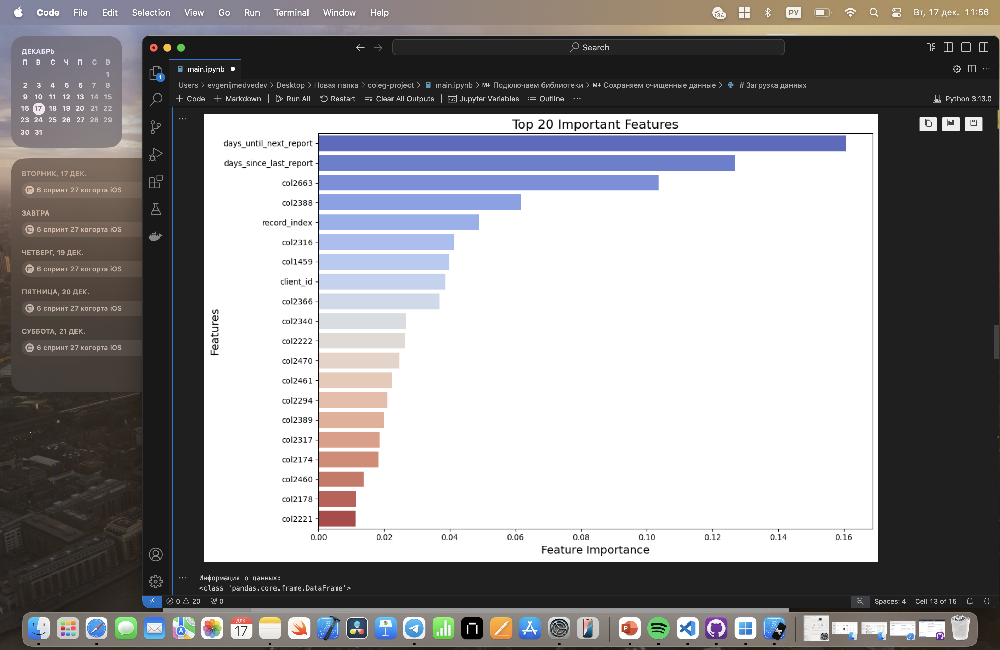 Code File Edit Selection View Go Run Terminal Window Help 34 РУ Вт, 17 дек. 11:56
ДЕКАБРЬ
П В С Ч П С В
1
2 3 4 5 6 7 8
9 10 11 12 13 14 15
16 17 18 19 20 21 22
23 24 25 26 27 28 29
30 31
ВТОРНИК, 17 ДЕК.
6 спринт 27 когорта iOS
ЗАВТРА
6 спринт 27 когорта iOS
ЧЕТВЕРГ, 19 ДЕК.
6 спринт 27 когорта iOS
ПЯТНИЦА, 20 ДЕК.
6 спринт 27 когорта iOS
СУББОТА, 21 ДЕК.
6 спринт 27 когорта iOS
Search
1
main.ipynb
Users > evgenijmedvedev > Desktop > Новая папка > coleg-project > main.ipynb > M↓ Подключаем библиотеки > M↓ Сохраняем очищенные данные > # Загрузка данных
+ Code + Markdown | Run All Restart Clear All Outputs | Jupyter Variables Outline ··· Python 3.13.0
Top 20 Important Features
days_until_next_report
days_since_last_report
col2663
col2388
record_index
col2316
col1459
client_id
col2366
col2340
col2222
col2470
col2461
col2294
col2389
col2317
col2174
col2460
col2178
col2221
Features
0.00 0.02 0.04 0.06 0.08 0.10 0.12 0.14 0.16
Feature Importance
Информация о данных:
<class 'pandas.core.frame.DataFrame'>
0 20 0 Spaces: 4 Cell 13 of 15 {}
ДЕК.
17
P